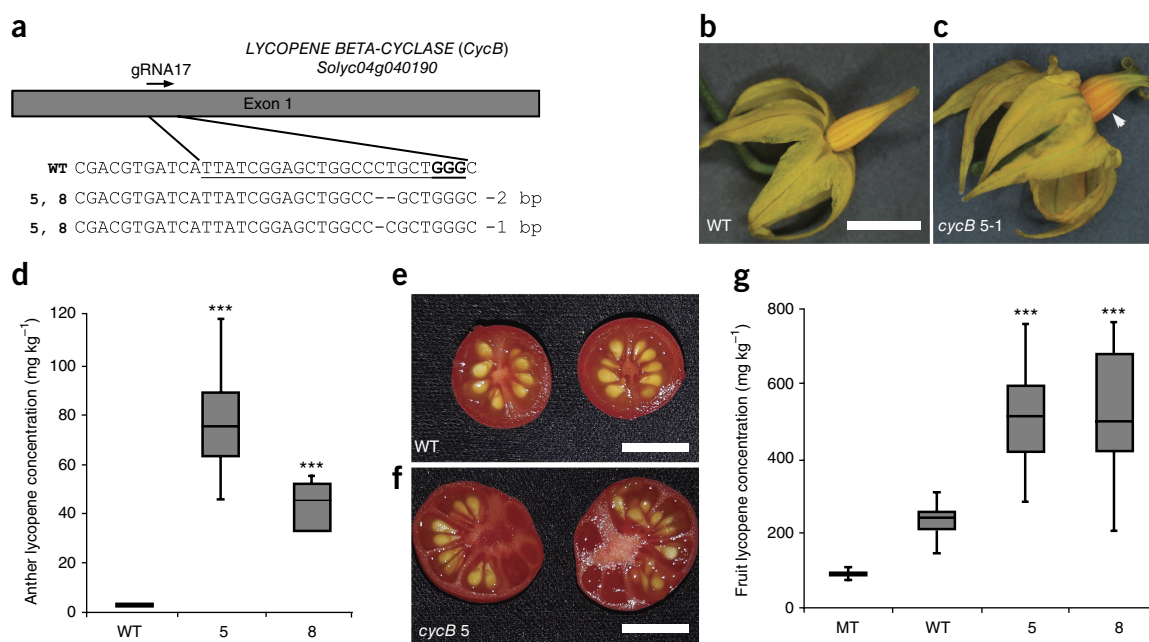 a
LYCOPENE BETA-CYCLASE (CycB)
Solyc04g040190
gRNA17
Exon 1
WT CGACGTGATCATTATCGGAGCTGGCCCTGCTGGGC
5, 8 CGACGTGATCATTATCGGAGCTGGCC--GCTGGGC -2 bp
5, 8 CGACGTGATCATTATCGGAGCTGGCC-CGCTGGGC -1 bp
b
WT
c
cycB 5-1
d
Anther lycopene concentration (mg kg⁻¹)
120
100
80
60
40
20
0
***
***
WT 5 8
e
WT
f
cycB 5
g
Fruit lycopene concentration (mg kg⁻¹)
800
600
400
200
0
*** ***
MT WT 5 8